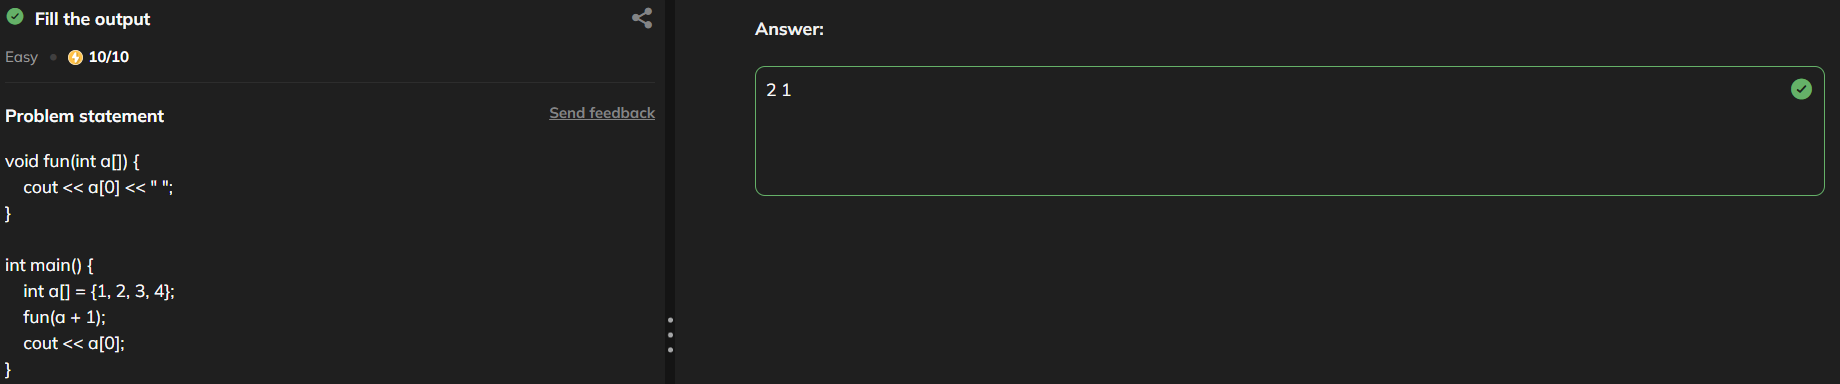 Fill the output
Easy • 10/10
Problem statement
Send feedback
void fun(int a[]) {
    cout << a[0] << " ";
}
int main() {
    int a[] = {1, 2, 3, 4};
    fun(a + 1);
    cout << a[0];
}
Answer:
2 1